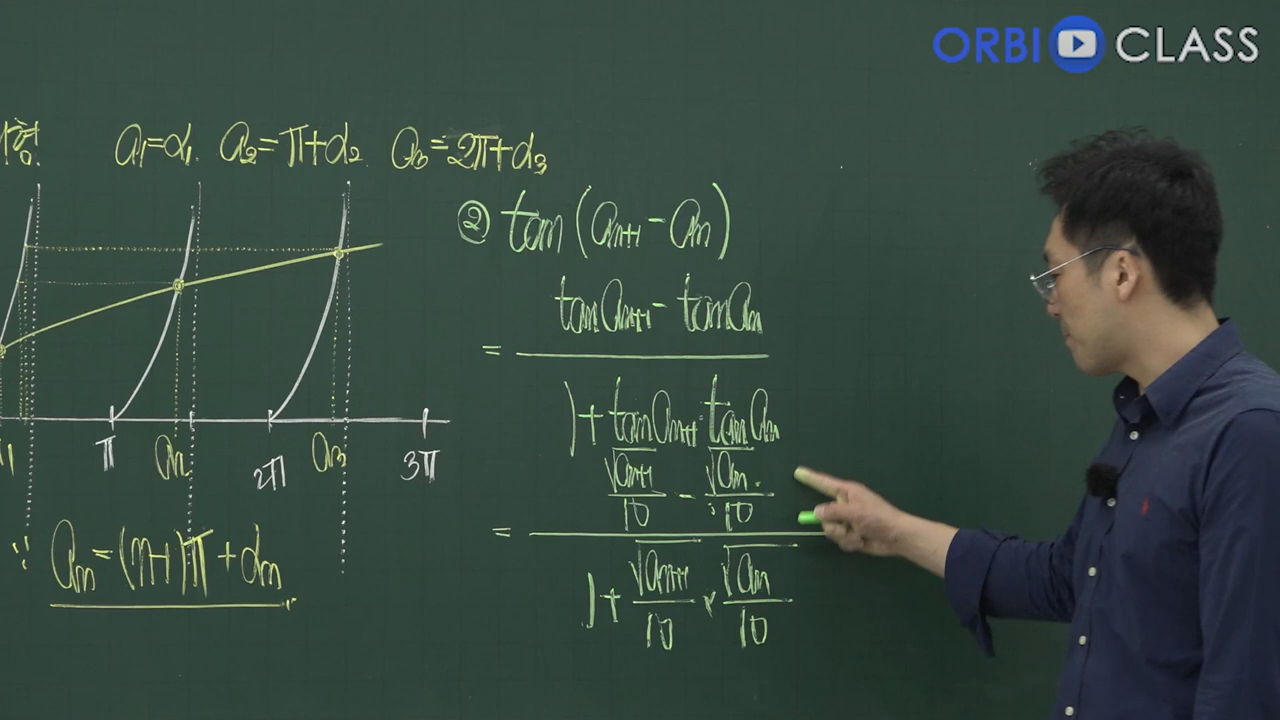 ORBI CLASS
a₁=α₁. a₂=π+α₂ a₃=2π+α₃
π a₂ 2π a₃ 3π
∵ aₙ=(n-1)π+αₙ
② tan(aₙ₊₁-aₙ)
= (tan aₙ₊₁ - tan aₙ) / (1+tan aₙ₊₁ tan aₙ)
= (√aₙ₊₁/10 - √aₙ/10) / (1+√aₙ₊₁/10 × √aₙ/10)